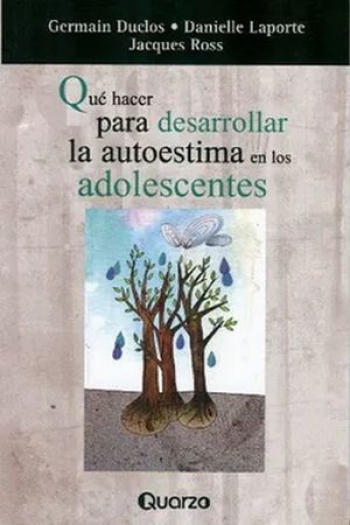 Germain Duclos • Danielle Laporte
Jacques Ross
Qué hacer
para desarrollar
la autoestima en los
adolescentes
Quarzo